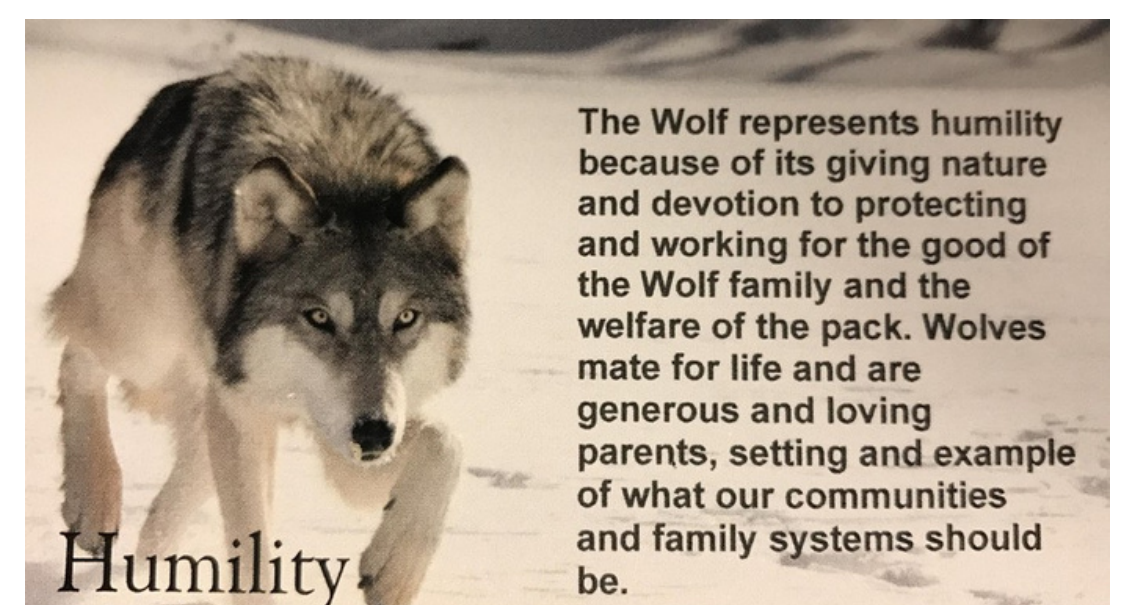 The Wolf represents humility
because of its giving nature
and devotion to protecting
and working for the good of
the Wolf family and the
welfare of the pack. Wolves
mate for life and are
generous and loving
parents, setting and example
of what our communities
and family systems should
be.
Humility